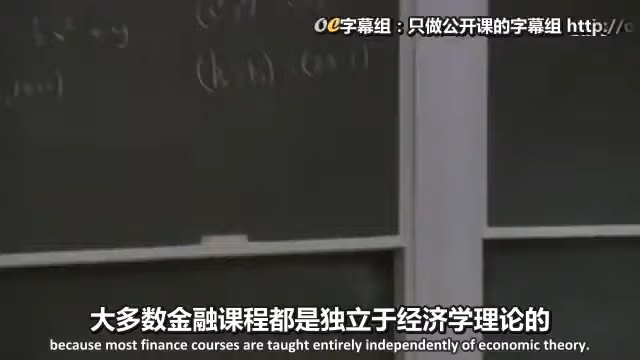 oe字幕组：只做公开课的字幕组 http://o
大多数金融课程都是独立于经济学理论的
because most finance courses are taught entirely independently of economic theory.